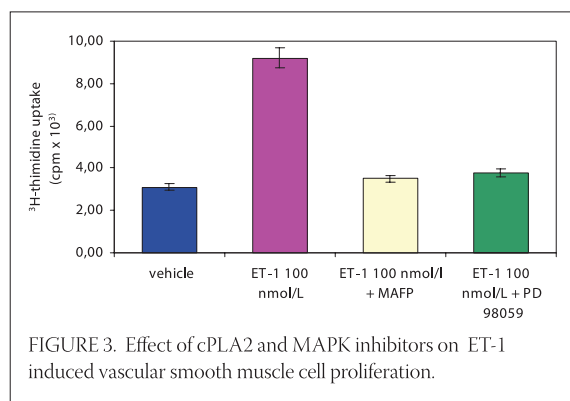 10,00
8,00
6,00
4,00
2,00
0,00
³H-thimidine uptake
(cpm x 10³)
vehicle
ET-1 100
nmol/L
ET-1 100 nmol/l
+ MAFP
ET-1 100
nmol/L + PD
98059
FIGURE 3. Effect of cPLA2 and MAPK inhibitors on ET-1
induced vascular smooth muscle cell proliferation.